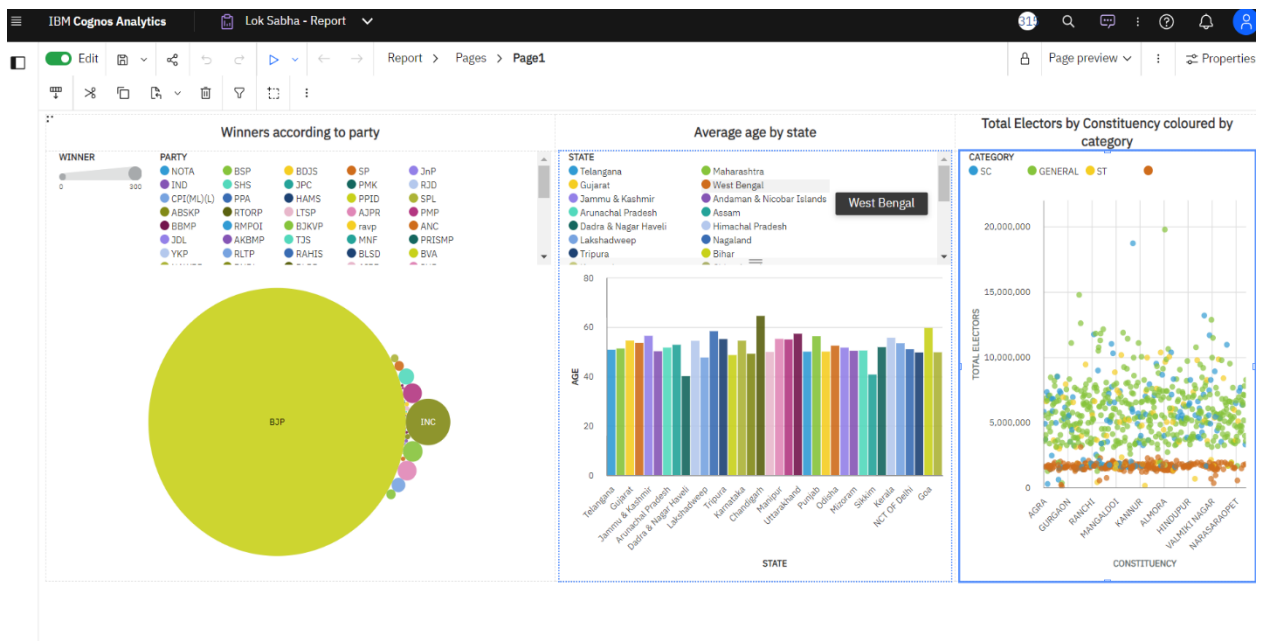 IBM Cognos Analytics
Lok Sabha - Report
Edit
Report > Pages > Page1
Page preview
Properties
Winners according to party
WINNER
0
300
PARTY
NOTA BSP BDJS SP JnP
IND SHS JPC PMK RJD
CPI(ML)(L) PPA HAMS PPID SPL
ABSKP RTORP LTSP AJPR PMP
BBMP RMPOI BJKVP ravp ANC
JDL AKBMP TJS MNF PRISMP
YKP RLTP RAHIS BLSD BVA
BJP
INC
Average age by state
STATE
Telangana Maharashtra
Gujarat West Bengal
Jammu & Kashmir Andaman & Nicobar Islands
West Bengal
Arunachal Pradesh Assam
Dadra & Nagar Haveli Himachal Pradesh
Lakshadweep Nagaland
Tripura Bihar
80
60
40
20
0
AGE
Telangana
Gujarat
Jammu & Kashmir
Arunachal Pradesh
Dadra & Nagar Haveli
Lakshadweep
Tripura
Karnataka
Chandigarh
Manipur
Uttarakhand
Punjab
Odisha
Mizoram
Sikkim
Kerala
NCT OF Delhi
Goa
STATE
Total Electors by Constituency coloured by
category
CATEGORY
SC GENERAL ST
20,000,000
15,000,000
10,000,000
5,000,000
0
TOTAL ELECTORS
AGRA
GURGAON
RANCHI
MANGALDOI
KANNUR
ALMORA
HINDUPUR
VALMIKI NAGAR
NARASARAOPET
CONSTITUENCY